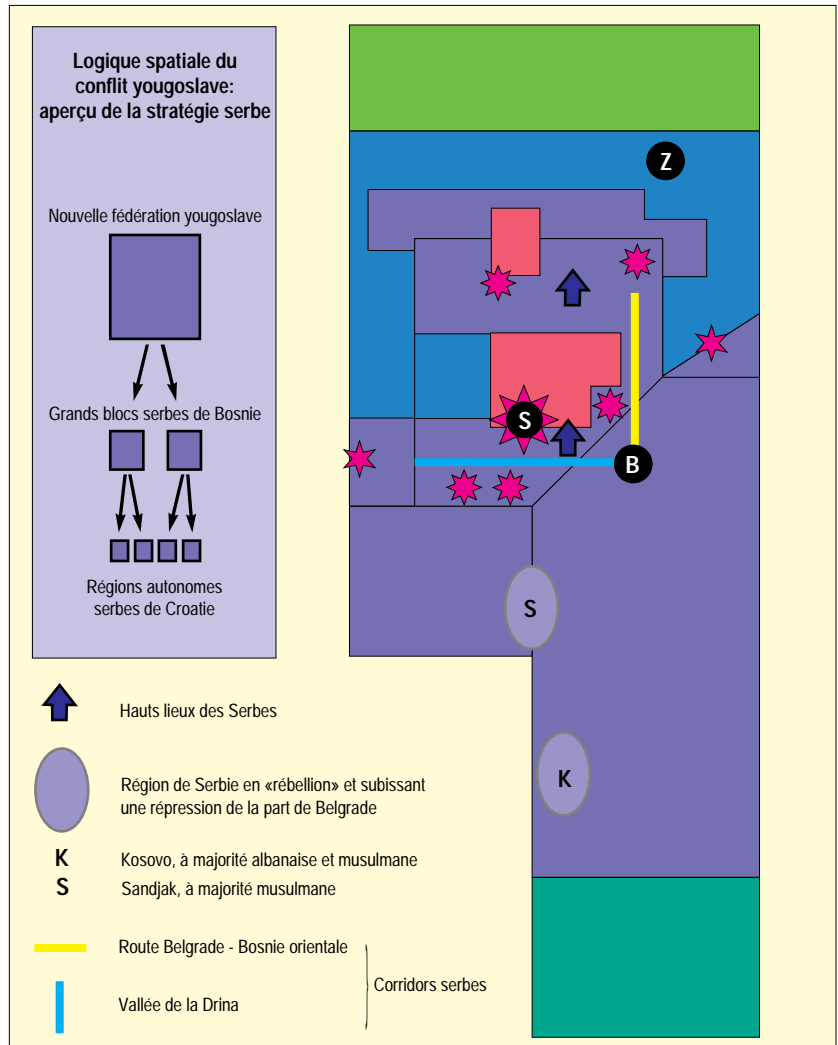 Logique spatiale du
conflit yougoslave:
aperçu de la stratégie serbe
Nouvelle fédération yougoslave
Grands blocs serbes de Bosnie
Régions autonomes
serbes de Croatie
Z
S
B
S
K
Hauts lieux des Serbes
Région de Serbie en «rébellion» et subissant
une répression de la part de Belgrade
K Kosovo, à majorité albanaise et musulmane
S Sandjak, à majorité musulmane
Route Belgrade - Bosnie orientale
Vallée de la Drina
Corridors serbes